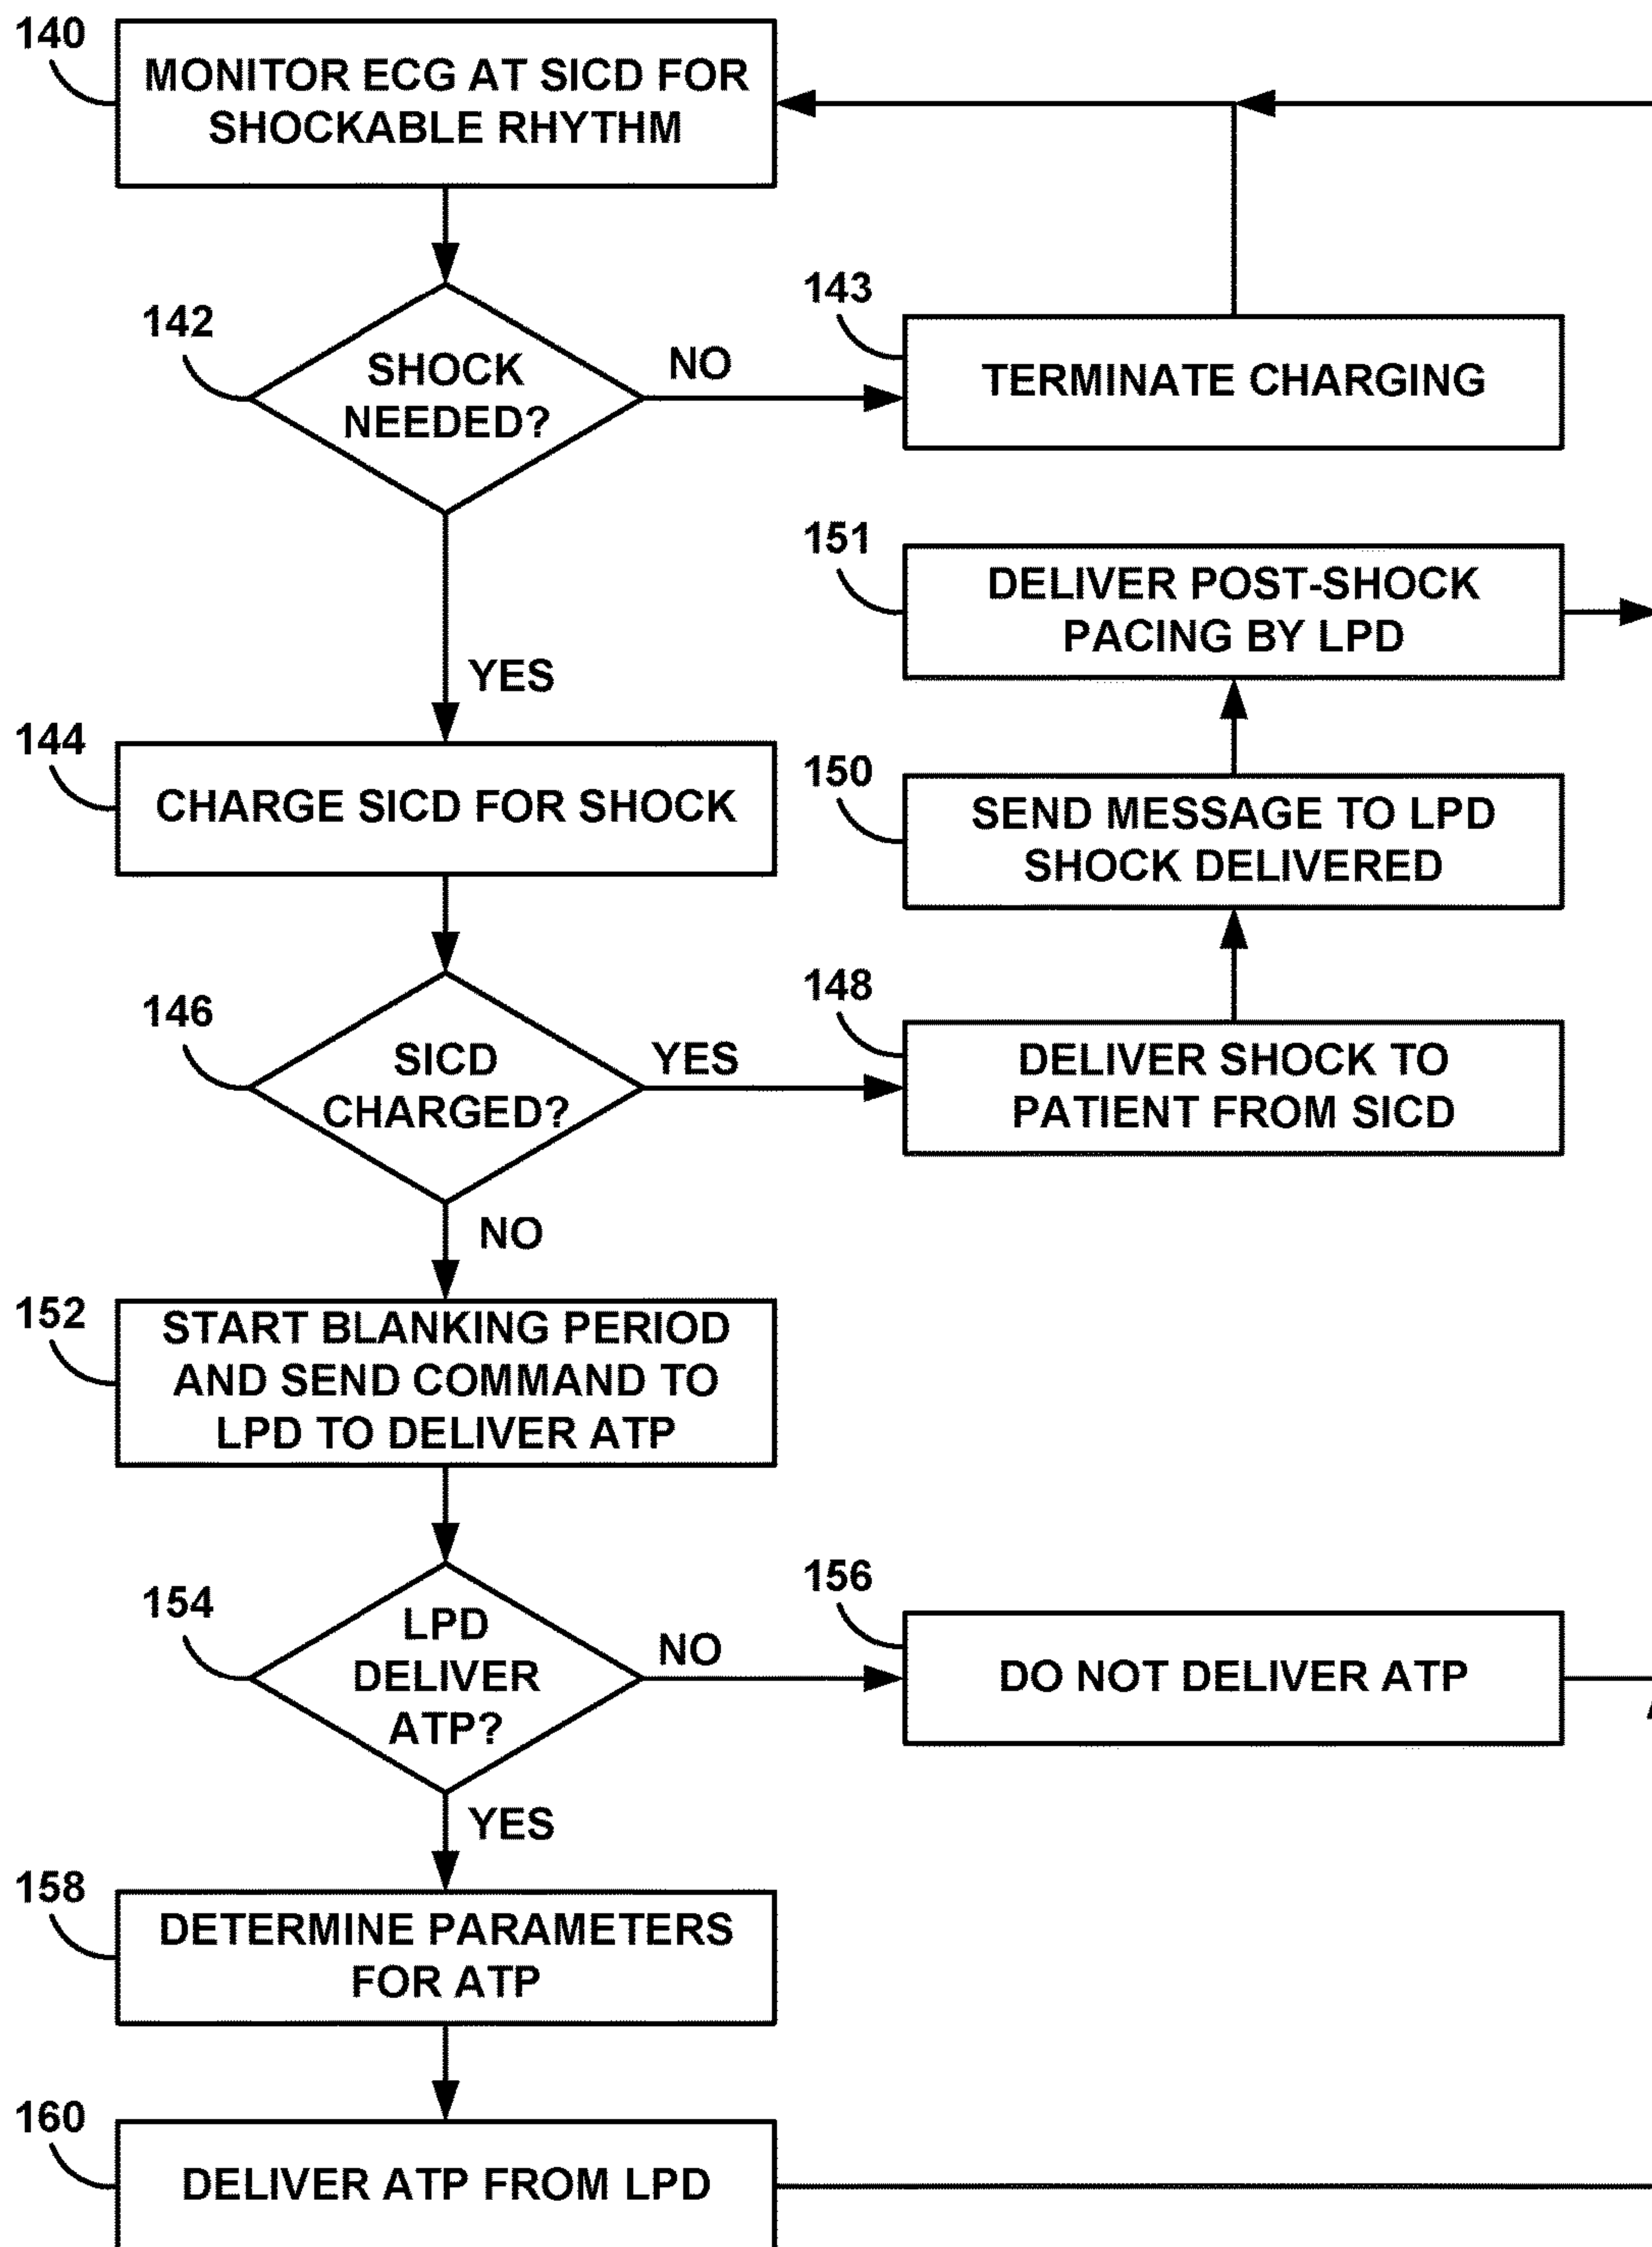 140
MONITOR ECG AT SICD FOR
SHOCKABLE RHYTHM
142
SHOCK
NEEDED?
NO
143
TERMINATE CHARGING
151
DELIVER POST-SHOCK
PACING BY LPD
YES
144
CHARGE SICD FOR SHOCK
150
SEND MESSAGE TO LPD
SHOCK DELIVERED
146
SICD
CHARGED?
YES
148
DELIVER SHOCK TO
PATIENT FROM SICD
NO
152
START BLANKING PERIOD
AND SEND COMMAND TO
LPD TO DELIVER ATP
154
LPD
DELIVER
ATP?
NO
156
DO NOT DELIVER ATP
YES
158
DETERMINE PARAMETERS
FOR ATP
160
DELIVER ATP FROM LPD